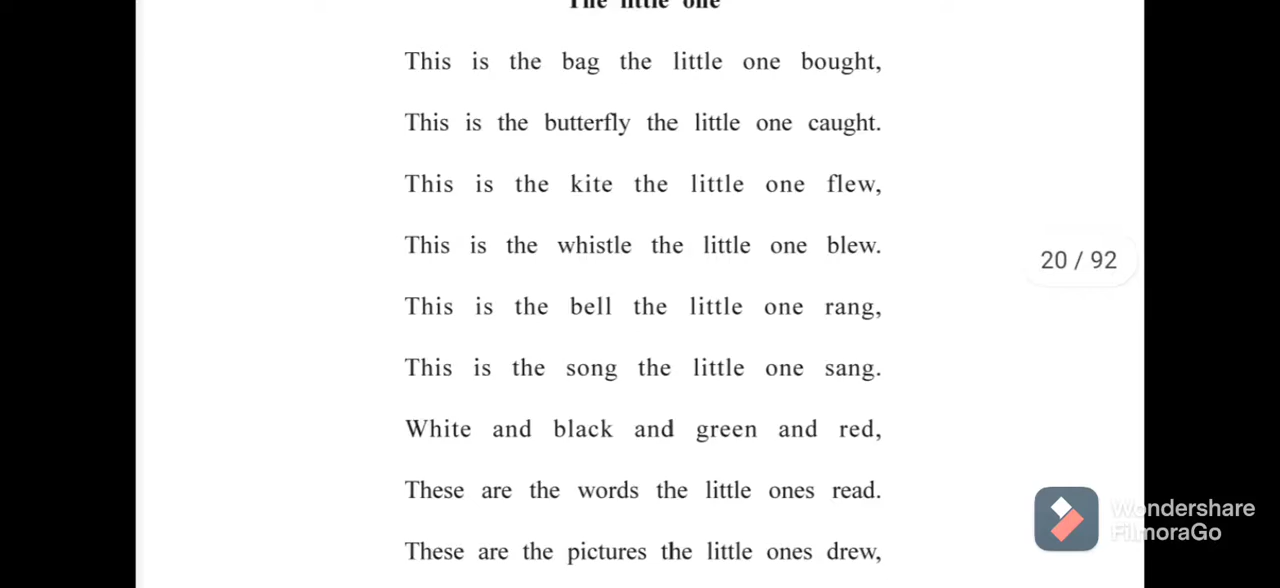 The little one
This is the bag the little one bought,
This is the butterfly the little one caught.
This is the kite the little one flew,
This is the whistle the little one blew.
20 / 92
This is the bell the little one rang,
This is the song the little one sang.
White and black and green and red,
These are the words the little ones read.
Wondershare
FilmoraGo
These are the pictures the little ones drew,